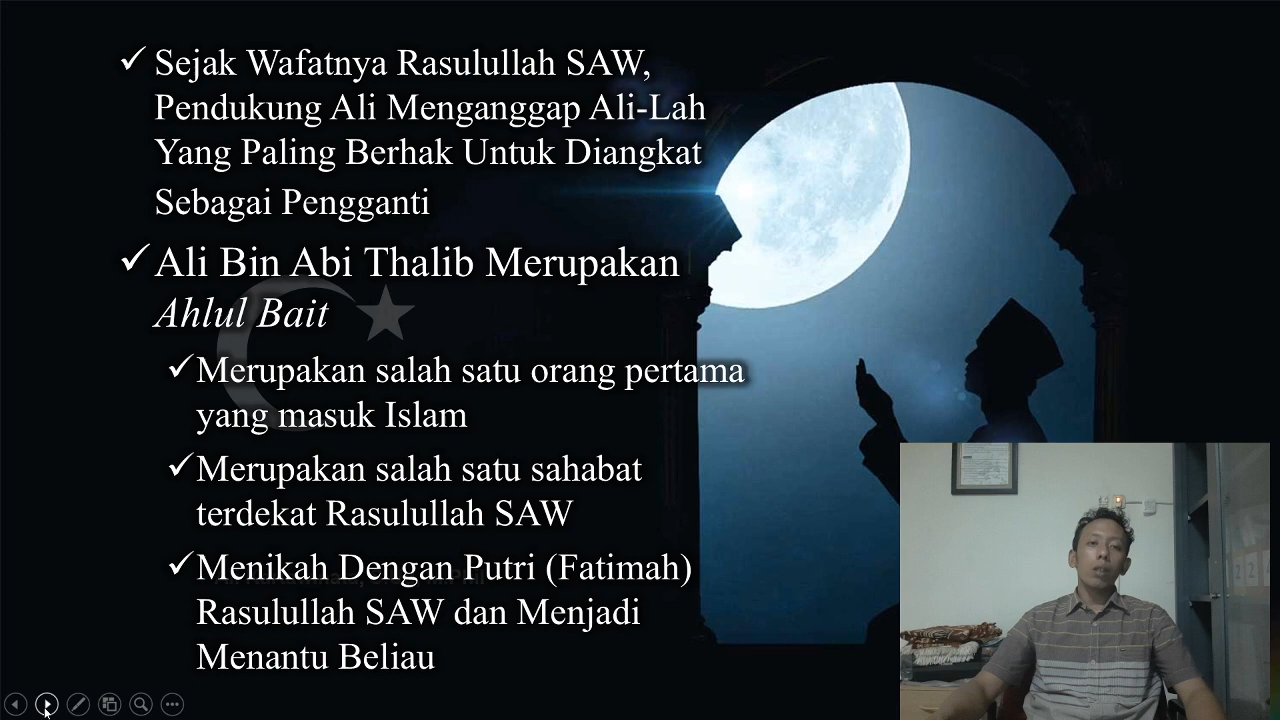 ✓ Sejak Wafatnya Rasulullah SAW,
Pendukung Ali Menganggap Ali-Lah
Yang Paling Berhak Untuk Diangkat
Sebagai Pengganti
✓ Ali Bin Abi Thalib Merupakan
Ahlul Bait
✓ Merupakan salah satu orang pertama
yang masuk Islam
✓ Merupakan salah satu sahabat
terdekat Rasulullah SAW
✓ Menikah Dengan Putri (Fatimah)
Rasulullah SAW dan Menjadi
Menantu Beliau